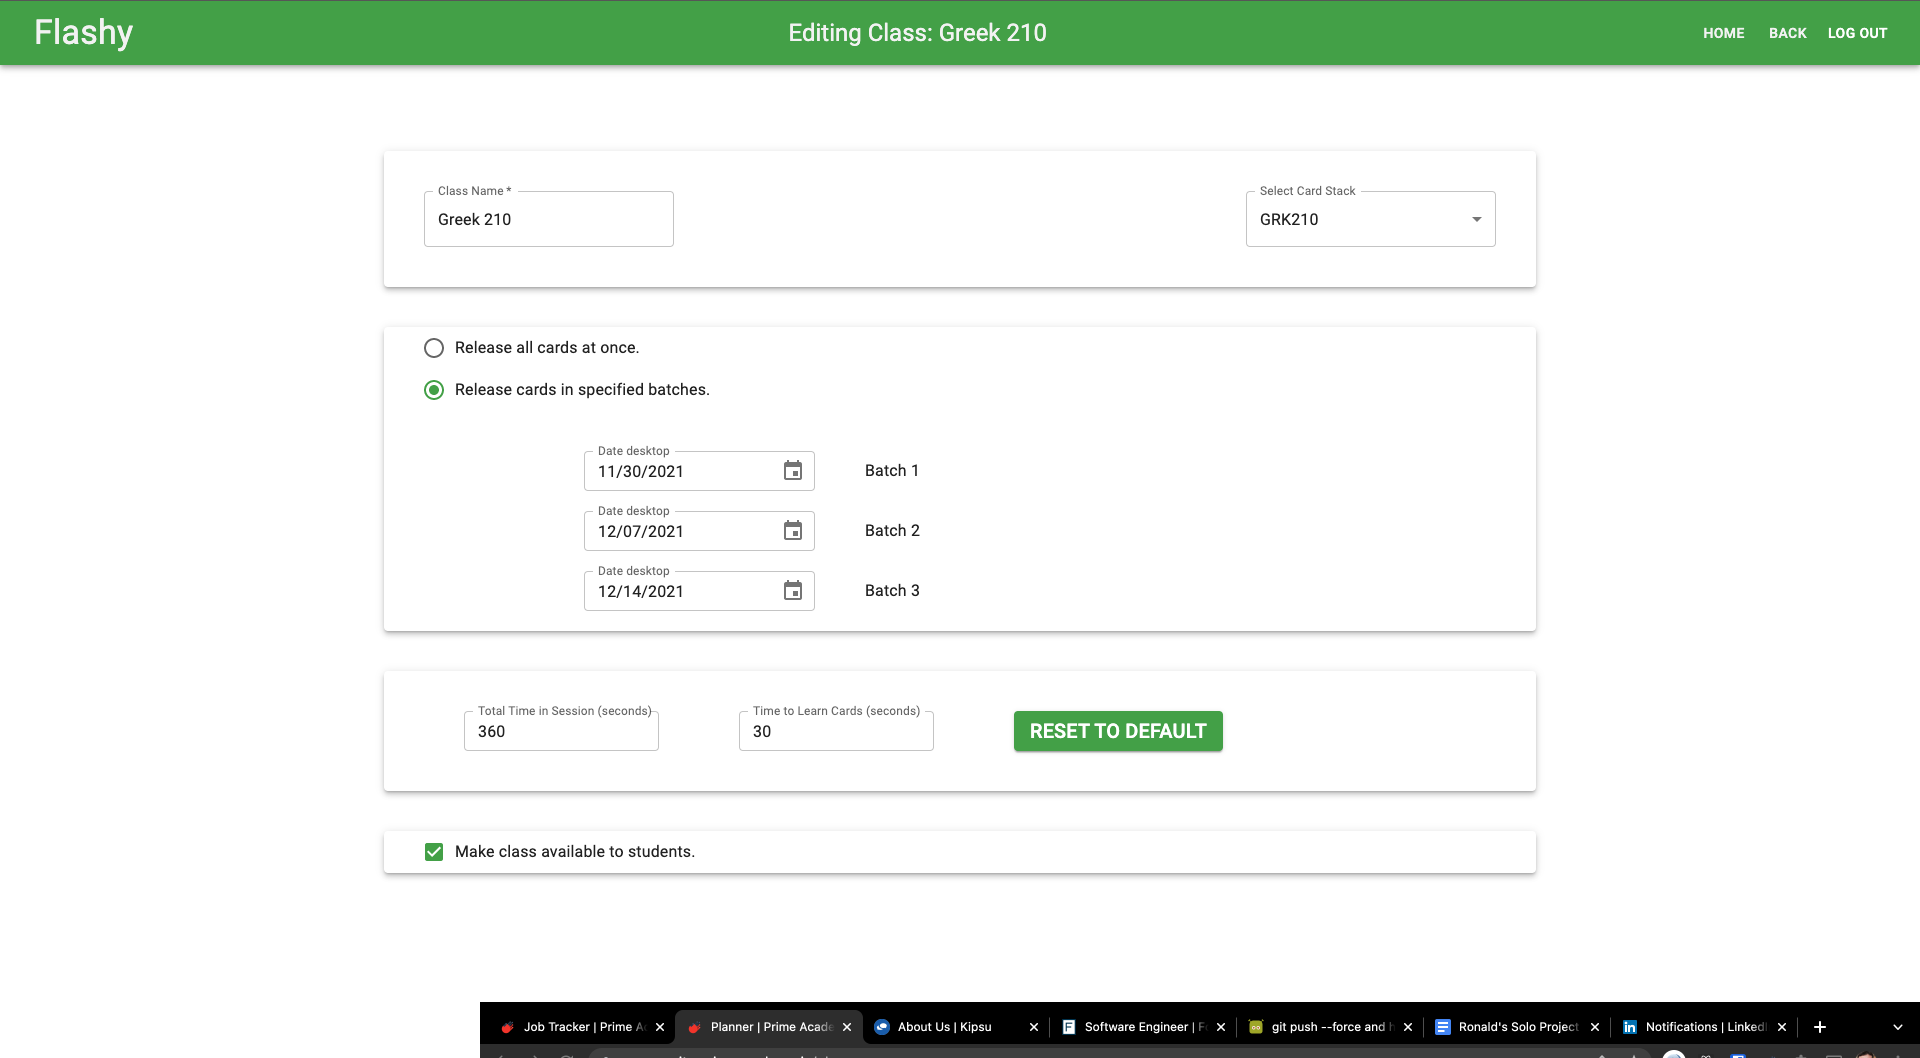 Flashy
Editing Class: Greek 210
HOME BACK LOG OUT
Class Name *
Greek 210
Select Card Stack
GRK210
Release all cards at once.
Release cards in specified batches.
Date desktop
11/30/2021
Batch 1
Date desktop
12/07/2021
Batch 2
Date desktop
12/14/2021
Batch 3
Total Time in Session (seconds)
360
Time to Learn Cards (seconds)
30
RESET TO DEFAULT
Make class available to students.
Job Tracker | Prime A
Planner | Prime Acade
About Us | Kipsu
Software Engineer | F
git push --force and h
Ronald's Solo Project
Notifications | LinkedI